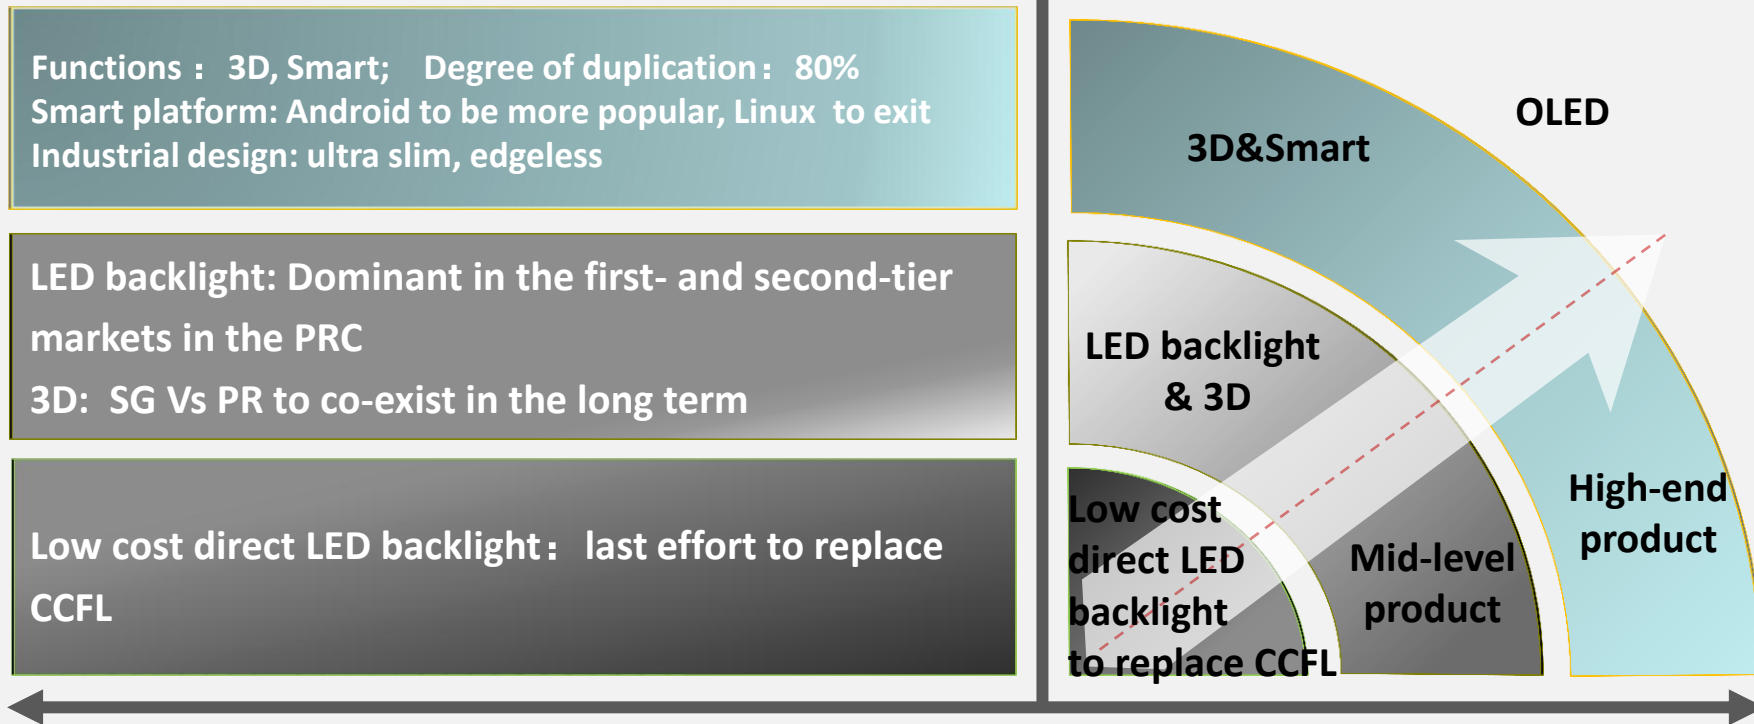 Functions： 3D, Smart; Degree of duplication：80%
Smart platform: Android to be more popular, Linux to exit
Industrial design: ultra slim, edgeless
LED backlight: Dominant in the first- and second-tier
markets in the PRC
3D: SG Vs PR to co-exist in the long term
Low cost direct LED backlight：last effort to replace
CCFL
OLED
3D&Smart
LED backlight
& 3D
High-end
product
Low cost
direct LED
backlight
to replace CCFL
Mid-level
product